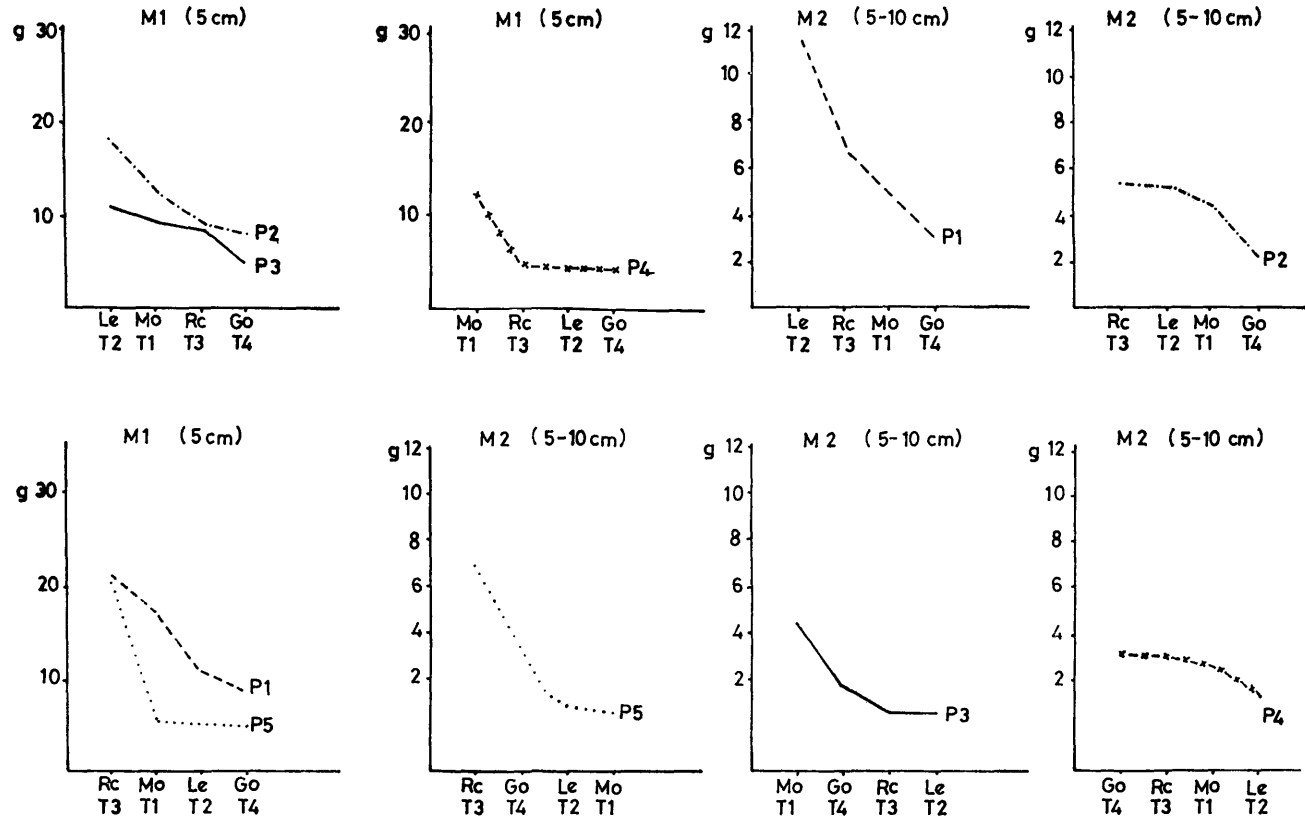 M1 (5cm)
g 30
20
10
P2
P3
Le Mo Rc Go
T2 T1 T3 T4
M1 (5cm)
g 30
20
10
P4
Mo Rc Le Go
T1 T3 T2 T4
M2 (5-10 cm)
g 12
10
8
6
4
2
P1
Le Rc Mo Go
T2 T3 T1 T4
M2 (5-10 cm)
g 12
10
8
6
4
2
P2
Rc Le Mo Go
T3 T2 T1 T4
M1 (5cm)
g 30
20
10
P1
P5
Rc Mo Le Go
T3 T1 T2 T4
M2 (5-10 cm)
g 12
10
8
6
4
2
P5
Rc Go Le Mo
T3 T4 T2 T1
M2 (5-10 cm)
g 12
10
8
6
4
2
P3
Mo Go Rc Le
T1 T4 T3 T2
M2 (5-10 cm)
g 12
10
8
6
4
2
P4
Go Rc Mo Le
T4 T3 T1 T2